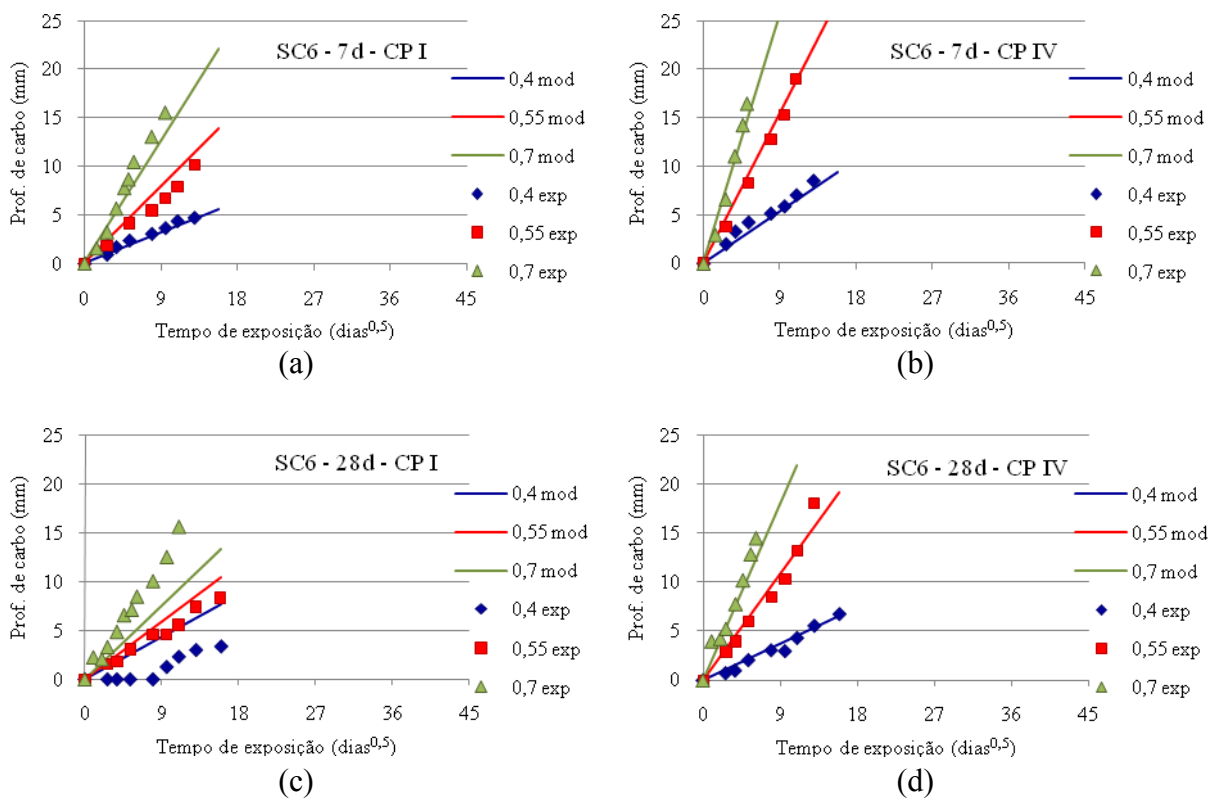 25
20
15
10
5
0
Prof. de carbo (mm)
SC6 - 7d - CP I
0,4 mod
0,55 mod
0,7 mod
0,4 exp
0,55 exp
0,7 exp
0 9 18 27 36 45
Tempo de exposição (dias0,5)
(a)
25
20
15
10
5
0
Prof. de carbo (mm)
SC6 - 7d - CP IV
0,4 mod
0,55 mod
0,7 mod
0,4 exp
0,55 exp
0,7 exp
0 9 18 27 36 45
Tempo de exposição (dias0,5)
(b)
25
20
15
10
5
0
Prof. de carbo (mm)
SC6 - 28d - CP I
0,4 mod
0,55 mod
0,7 mod
0,4 exp
0,55 exp
0,7 exp
0 9 18 27 36 45
Tempo de exposição (dias0,5)
(c)
25
20
15
10
5
0
Prof. de carbo (mm)
SC6 - 28d - CP IV
0,4 mod
0,55 mod
0,7 mod
0,4 exp
0,55 exp
0,7 exp
0 9 18 27 36 45
Tempo de exposição (dias0,5)
(d)